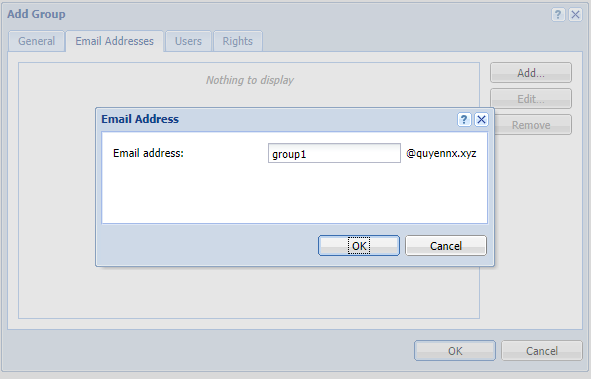 Add Group
General Email Addresses Users Rights
Nothing to display
Add...
Edit...
Remove
Email Address
Email address: group1 @quyennx.xyz
OK Cancel
OK Cancel